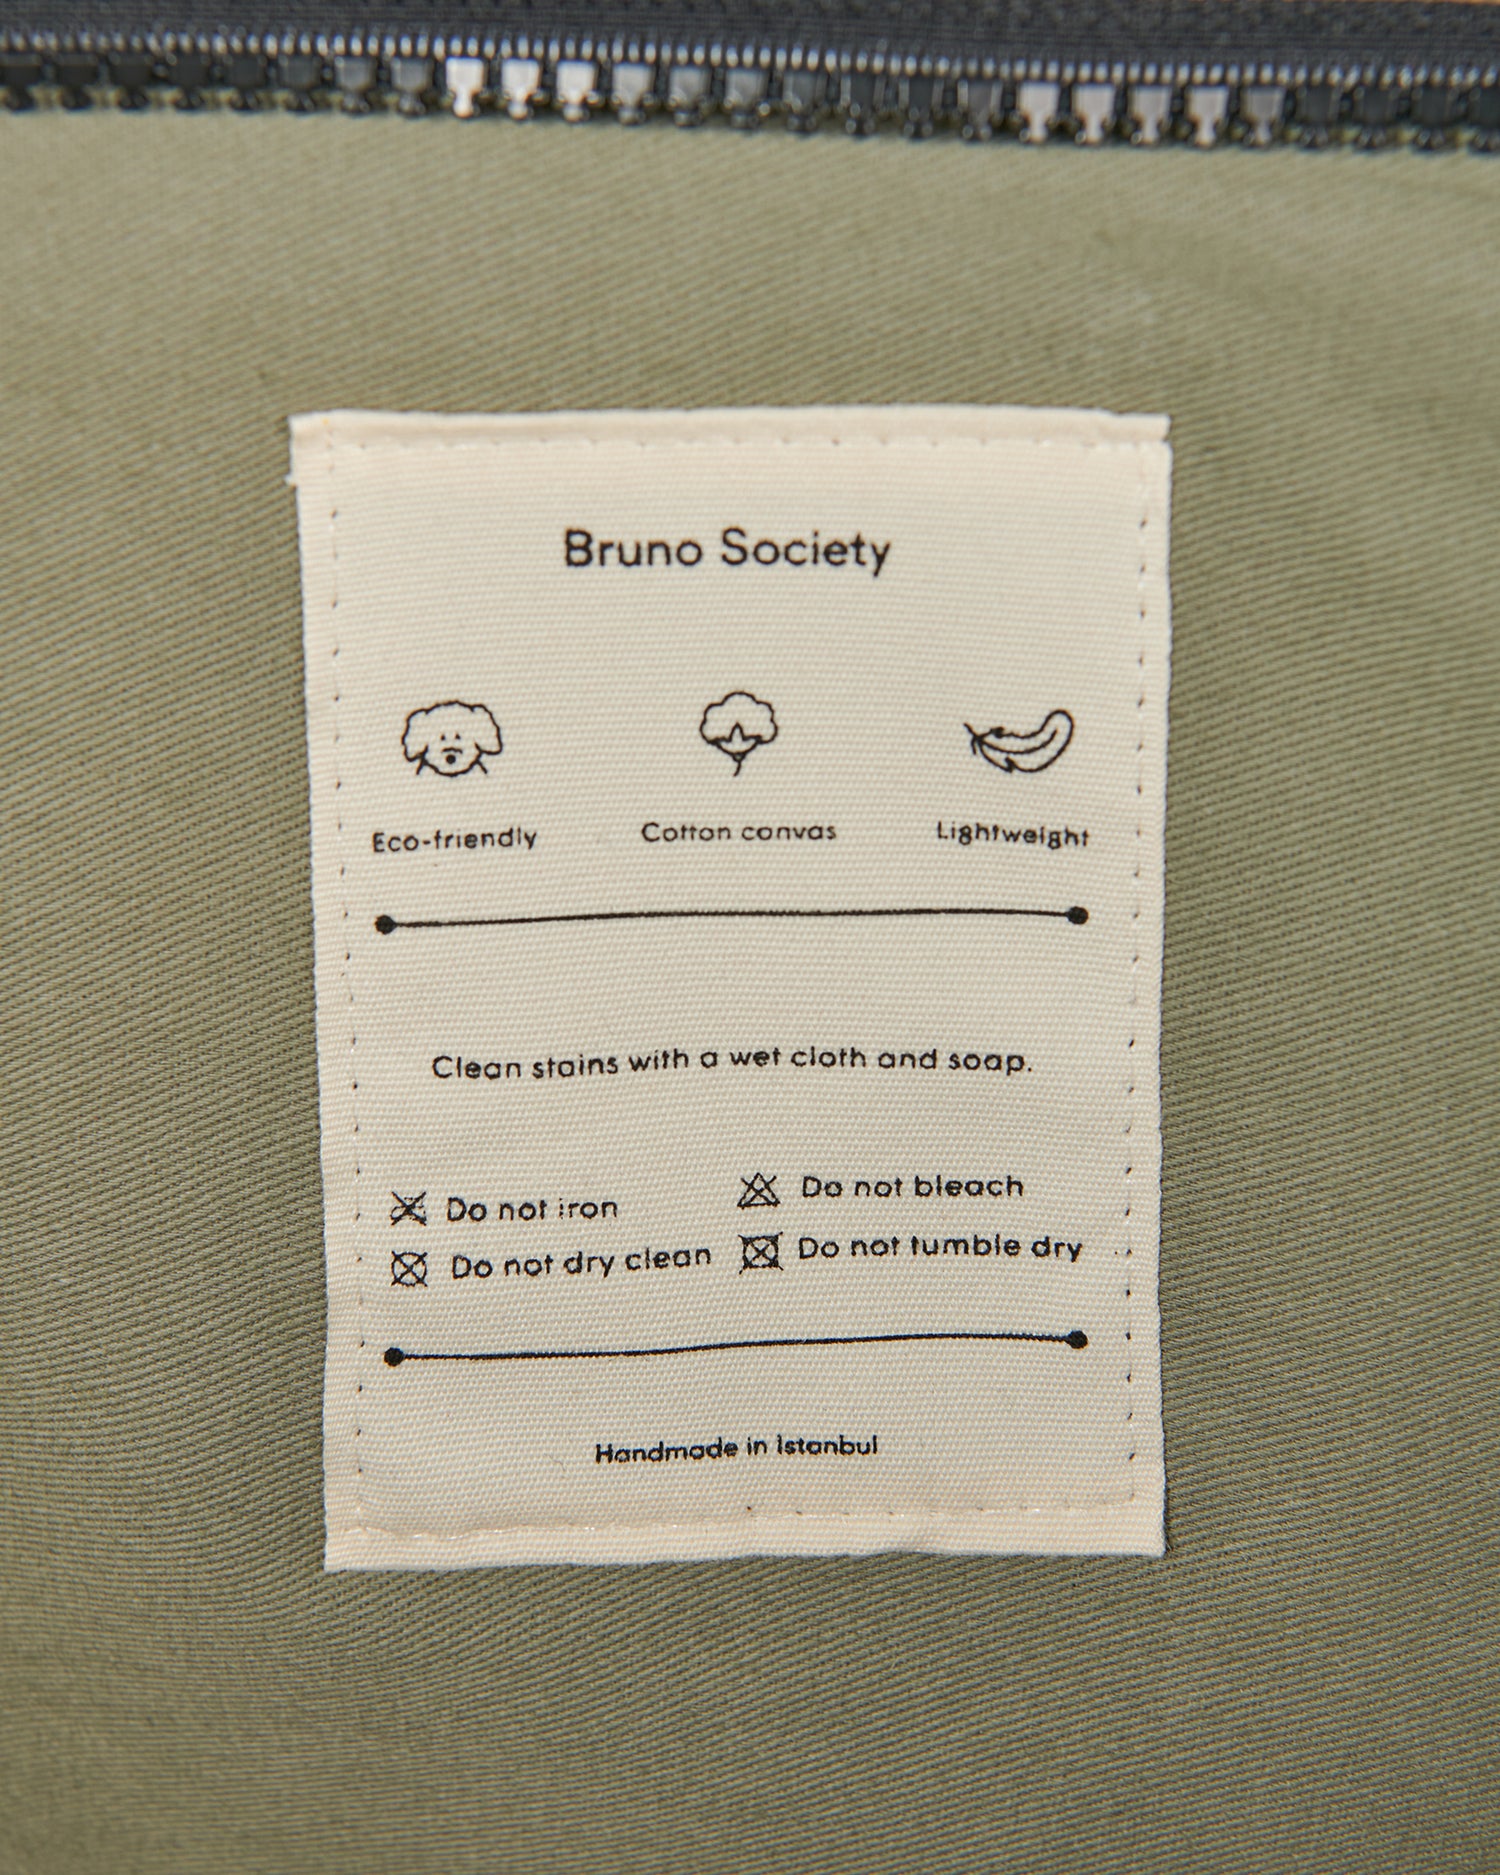 Bruno Society
Eco-friendly Cotton canvas Lightweight
Clean stains with a wet cloth and soap.
Do not iron Do not bleach
Do not dry clean Do not tumble dry
Handmade in İstanbul